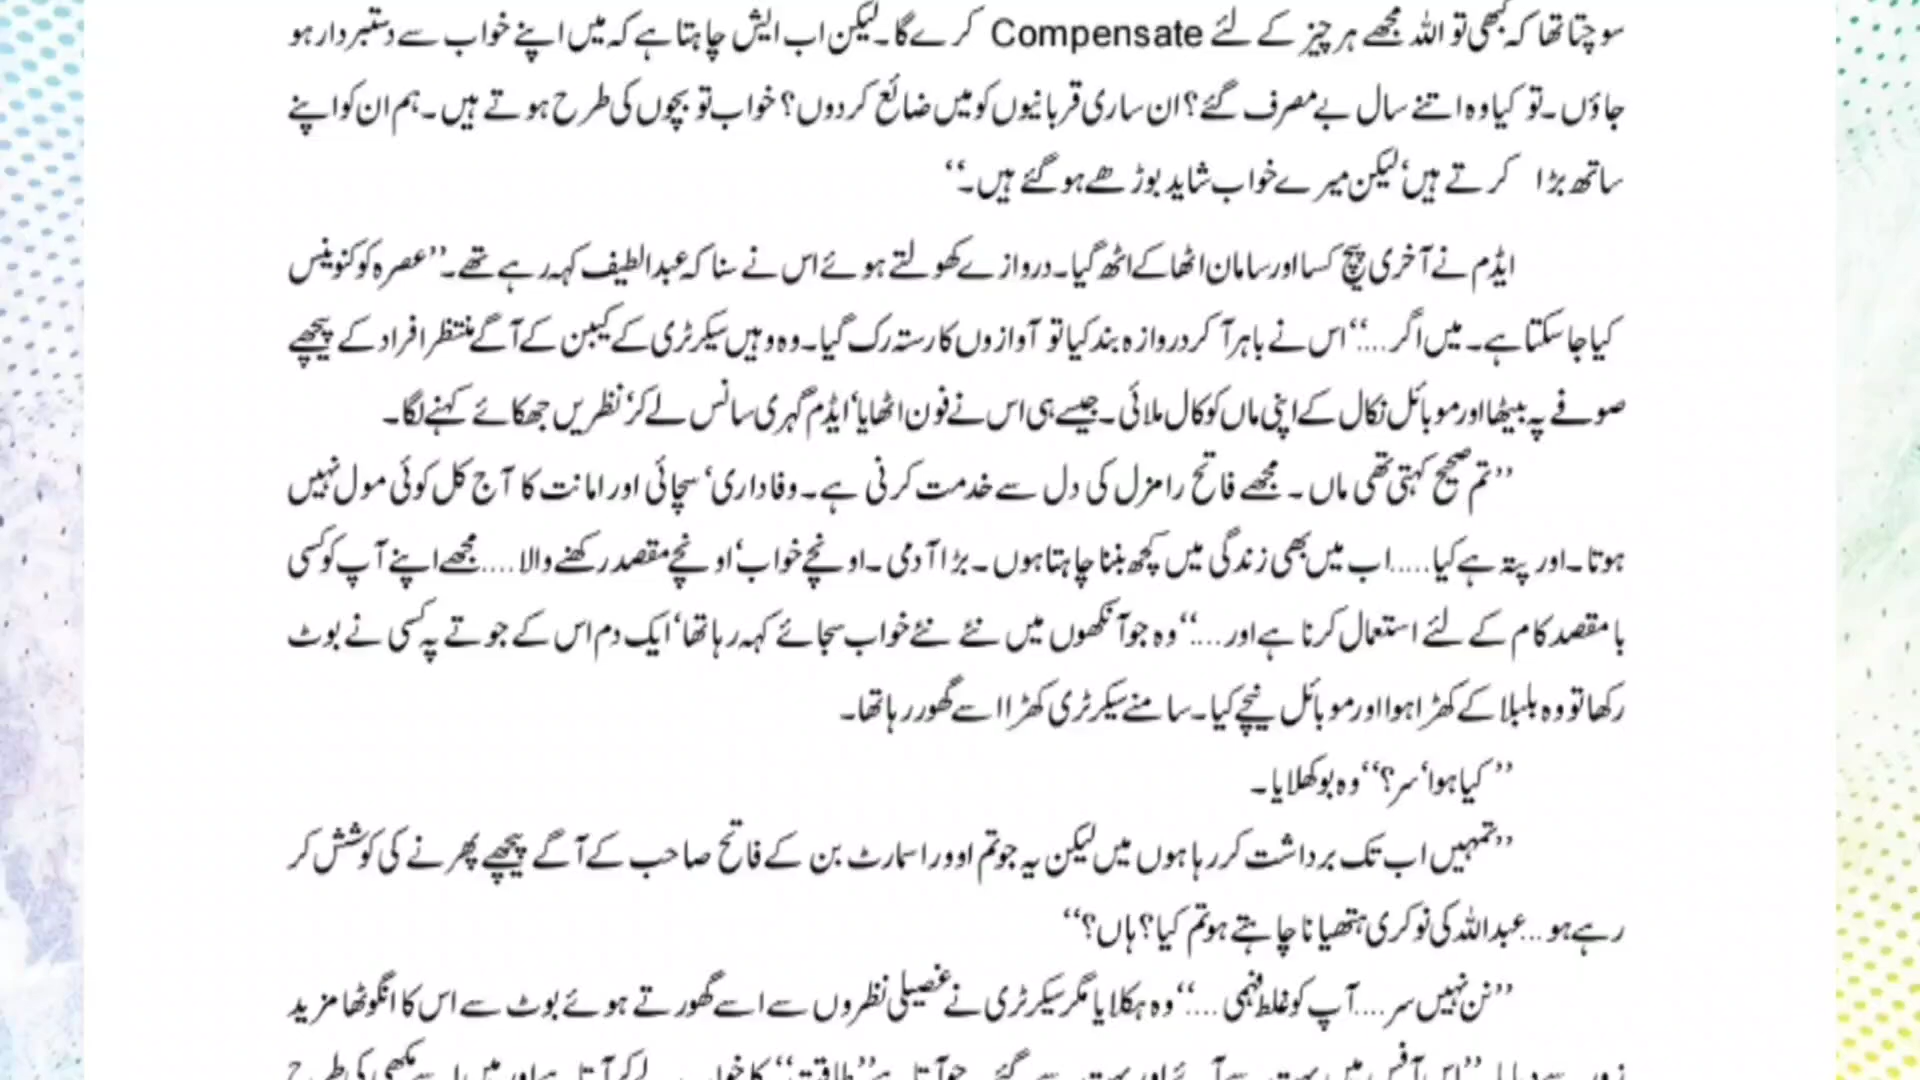 سوچتا تھا کہ کبھی تو اللہ مجھے ہر چیز کے لئے Compensate کرے گا۔ لیکن اب ایش چاہتا ہے کہ میں اپنے خواب سے دستبردار ہو
جاؤں۔ تو کیا وہ اتنے سال بے مصرف گئے؟ ان ساری قربانیوں کو میں ضائع کر دوں؟ خواب تو بچوں کی طرح ہوتے ہیں۔ ہم ان کو اپنے
ساتھ بڑا کرتے ہیں‘ لیکن میرے خواب شاید بوڑھے ہو گئے ہیں۔‘‘
ایڈم نے آخری پیچ کسا اور سامان اٹھا کے اٹھ گیا۔ دروازے کھولتے ہوئے اس نے سنا کہ عبدالطیف کہہ رہے تھے۔ ’’عصرہ کو کنوینس
کیا جا سکتا ہے۔ میں اگر....‘‘ اس نے باہر آ کر دروازہ بند کیا تو آوازوں کا رستہ رک گیا۔ وہ وہیں سیکرٹری کے کیبن کے آگے منتظر افراد کے پیچھے
صوفے پہ بیٹھا اور موبائل نکال کے اپنی ماں کو کال ملائی۔ جیسے ہی اس نے فون اٹھایا‘ ایڈم گہری سانس لے کر‘ نظریں جھکائے کہنے لگا۔
’’تم صحیح کہتی تھی ماں۔ مجھے فاتح رامزل کی دل سے خدمت کرنی ہے۔ وفاداری‘ سچائی اور امانت کا آج کل کوئی مول نہیں
ہوتا۔ اور پتہ ہے کیا.....اب میں بھی زندگی میں کچھ بننا چاہتا ہوں۔ بڑا آدمی۔ اونچے خواب‘ اونچے مقصد رکھنے والا....مجھے اپنے آپ کو کسی
با مقصد کام کے لئے استعمال کرنا ہے اور....‘‘ وہ جو آنکھوں میں نئے نئے خواب سجائے کہہ رہا تھا‘ ایک دم اس کے جوتے پہ کسی نے بوٹ
رکھا تو وہ بلبلا کے کھڑا ہوا اور موبائل نیچے کیا۔ سامنے سیکرٹری کھڑا اسے گھور رہا تھا۔
’’کیا ہوا‘ سر؟‘‘ وہ بوکھلایا۔
’’تمہیں اب تک برداشت کر رہا ہوں میں لیکن یہ جو تم اوور اسمارٹ بن کے فاتح صاحب کے آگے پیچھے پھرنے کی کوشش کر
رہے ہو... عبداللہ کی نوکری ہتھیانا چاہتے ہو تم کیا؟ ہاں؟‘‘
’’نن نہیں سر....آپ کو غلط فہمی....‘‘ وہ ہکلایا مگر سیکرٹری نے غصیلی نظروں سے اسے گھورتے ہوئے بوٹ سے اس کا انگوٹھا مزید